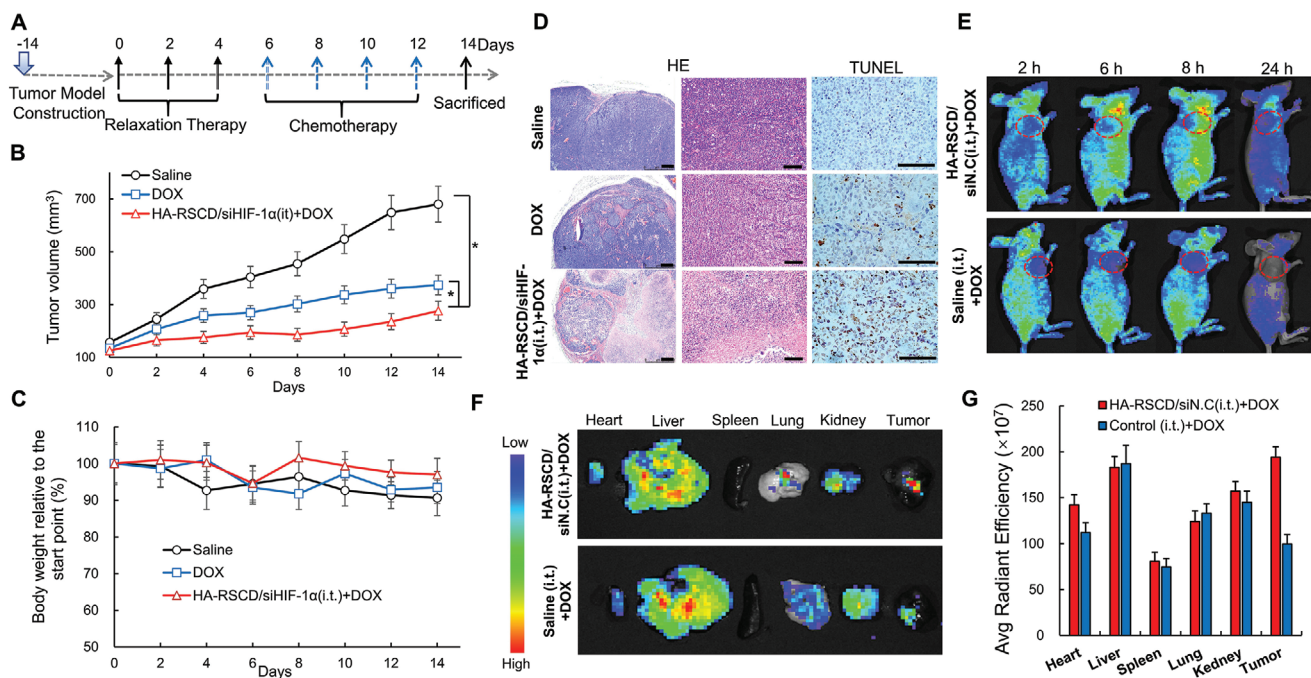 A
-14
0 2 4 6 8 10 12 14Days
Tumor Model
Construction
Relaxation Therapy
Chemotherapy
Sacrificed
B
Saline
DOX
HA-RSCD/siHIF-1α(it)+DOX
*
*
Tumor volume (mm³)
700
500
300
100
0 2 4 6 8 10 12 14
Days
C
Body weight relative to the
start point (%)
110
100
90
80
70
60
50
Saline
DOX
HA-RSCD/siHIF-1α(i.t.)+DOX
0 2 4 6 8 10 12 14
Days
D
HE
TUNEL
Saline
DOX
HA-RSCD/siHIF-
1α(i.t.)+DOX
E
2 h 6 h 8 h 24 h
HA-RSCD/
siN.C(i.t.)+DOX
Saline (i.t.)
+DOX
F
Heart Liver Spleen Lung Kidney Tumor
Low
High
HA-RSCD/
siN.C(i.t.)+DOX
Saline (i.t.)
+DOX
G
HA-RSCD/siN.C(i.t.)+DOX
Control (i.t.)+DOX
Avg Radiant Efficiency (×10⁷)
250
200
150
100
50
0
Heart Liver Spleen Lung Kedney Tumor